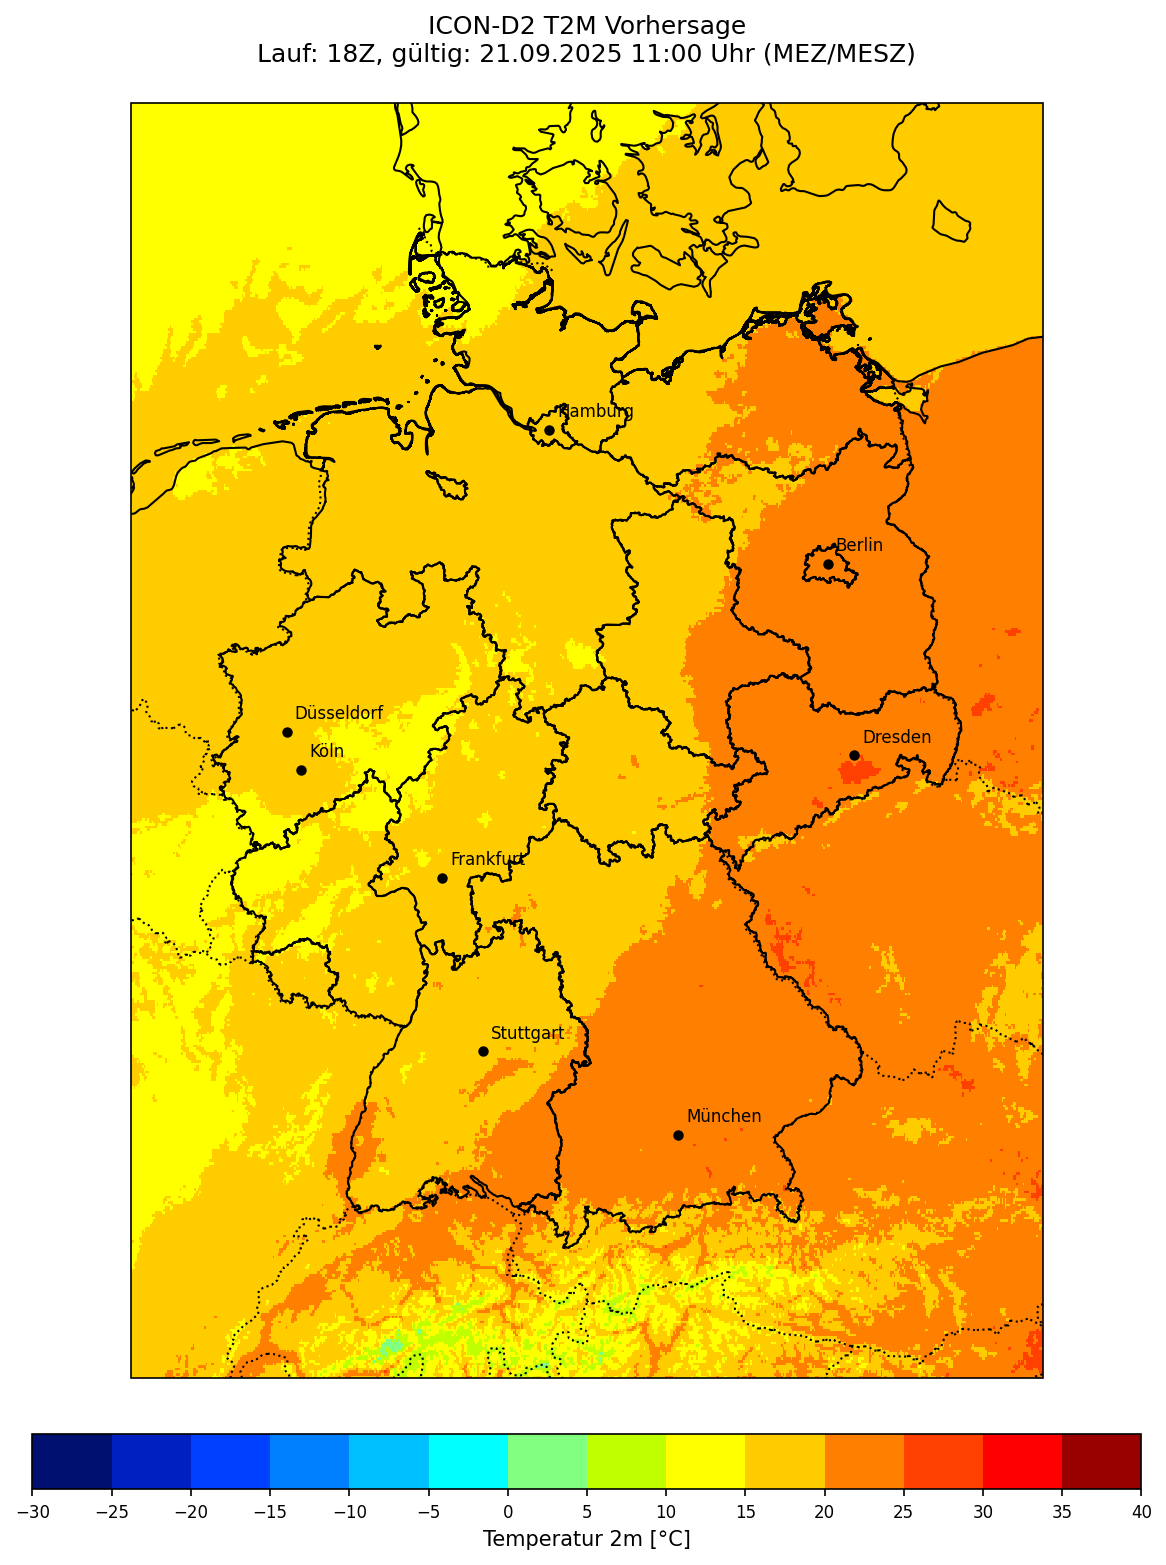 ICON-D2 T2M Vorhersage
Lauf: 18Z, gültig: 21.09.2025 11:00 Uhr (MEZ/MESZ)
Hamburg
Berlin
Düsseldorf
Köln
Dresden
Frankfurt
Stuttgart
München
−30 −25 −20 −15 −10 −5 0 5 10 15 20 25 30 35 40
Temperatur 2m [°C]